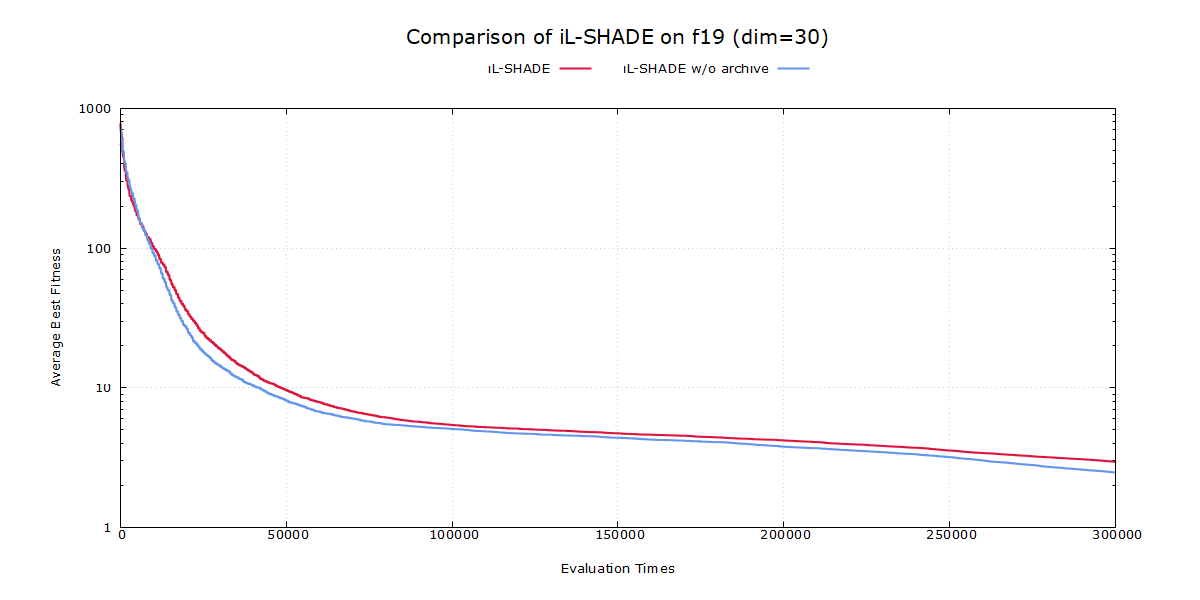 Comparison of iL-SHADE on f19 (dim=30)
iL-SHADE iL-SHADE w/o archive
1000
100
10
1
Average Best Fitness
0 50000 100000 150000 200000 250000 300000
Evaluation Times